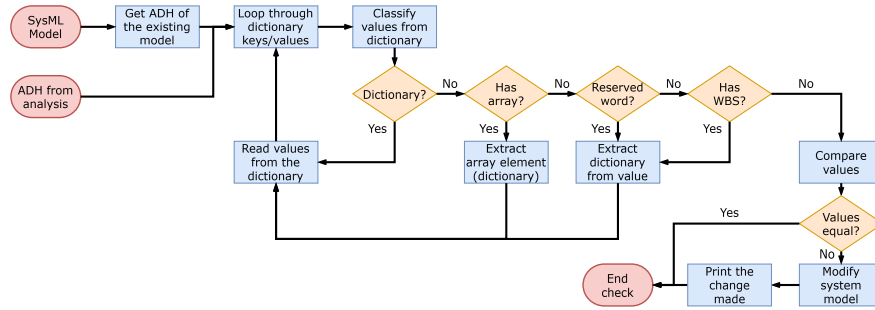 SysML
Model
Get ADH of
the existing
model
Loop through
dictionary
keys/values
Classify
values from
dictionary
ADH from
analysis
Dictionary?
No
Has
array?
No
Reserved
word?
No
Has
WBS?
No
Yes
Yes
Yes
Yes
Read values
from the
dictionary
Extract
array element
(dictionary)
Extract
dictionary
from value
Compare
values
Values
equal?
Yes
No
End
check
Print the
change
made
Modify
system
model